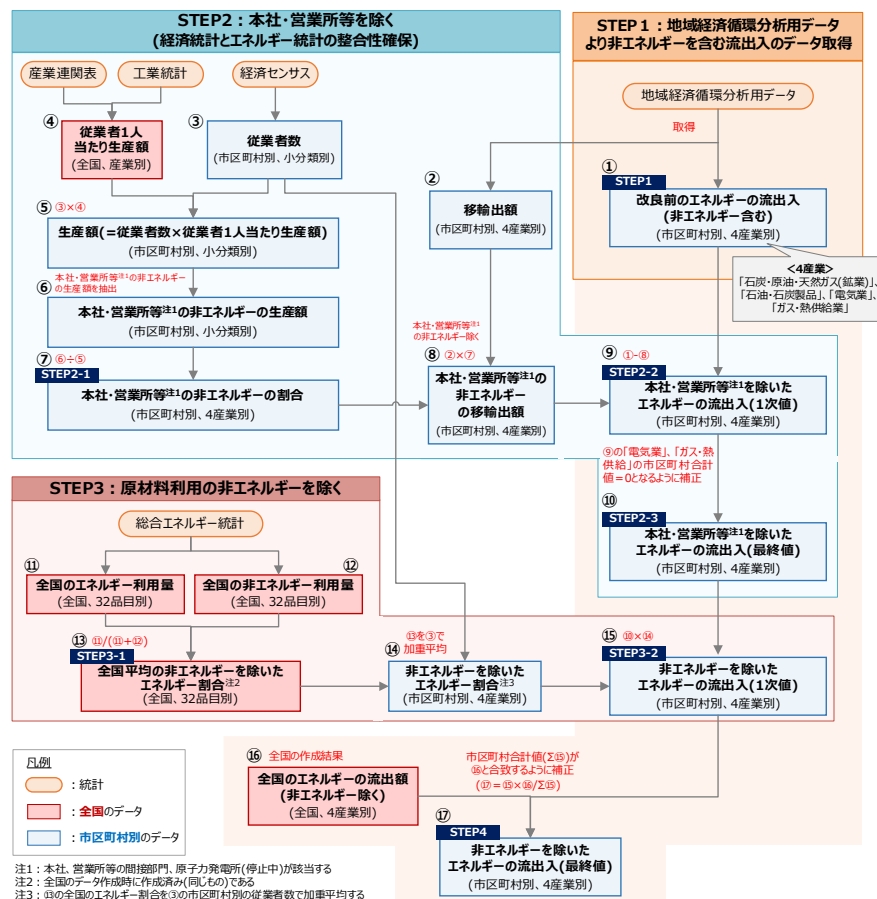 STEP2：本社・営業所等を除く
(経済統計とエネルギー統計の整合性確保)
STEP１：地域経済循環分析用データ
より非エネルギーを含む流出入のデータ取得
産業連関表
工業統計
経済センサス
地域経済循環分析用データ
取得
④
従業者1人
当たり生産額
(全国、産業別)
③
従業者数
(市区町村別、小分類別)
②
移輸出額
(市区町村別、4産業別)
①
STEP1
改良前のエネルギーの流出入
(非エネルギー含む)
(市区町村別、4産業別)
<4産業>
「石炭・原油・天然ガス(鉱業)」、
「石油・石炭製品」、「電気業」、
「ガス・熱供給業」
⑤ ③×④
生産額(=従業者数×従業者1人当たり生産額)
(市区町村別、小分類別)
本社・営業所等注1の非エネルギー
の生産額を抽出
⑥
本社・営業所等注1の非エネルギーの生産額
(市区町村別、小分類別)
⑦ ⑥÷⑤
STEP2-1
本社・営業所等注1の非エネルギーの割合
(市区町村別、4産業別)
本社・営業所等注1
の非エネルギー除く
⑧ ②×⑦
本社・営業所等注1の
非エネルギー
の移輸出額
(市区町村別、4産業別)
⑨ ①-⑧
STEP2-2
本社・営業所等注1を除いた
エネルギーの流出入(1次値)
(市区町村別、4産業別)
⑨の「電気業」、「ガス・熱
供給」の市区町村合計
値＝0となるように補正
⑩
STEP2-3
本社・営業所等注1を除いた
エネルギーの流出入(最終値)
(市区町村別、4産業別)
STEP3：原材料利用の非エネルギーを除く
総合エネルギー統計
⑪
全国のエネルギー利用量
(全国、32品目別)
⑫
全国の非エネルギー利用量
(全国、32品目別)
⑬ ⑪/(⑪+⑫)
STEP3-1
全国平均の非エネルギーを除いた
エネルギー割合注2
(全国、32品目別)
⑬を③で
加重平均
⑭
非エネルギーを除いた
エネルギー割合注3
(市区町村別、4産業別)
⑮ ⑩×⑭
STEP3-2
非エネルギーを除いた
エネルギーの流出入(1次値)
(市区町村別、4産業別)
⑯ 全国の作成結果
全国のエネルギーの流出額
(非エネルギー除く)
(全国、4産業別)
市区町村合計値(Σ⑮)が
⑯と合致するように補正
(⑰＝⑮×⑯/Σ⑮)
⑰
STEP4
非エネルギーを除いた
エネルギーの流出入(最終値)
(市区町村別、4産業別)
凡例
：統計
：全国のデータ
：市区町村別のデータ
注1：本社、営業所等の間接部門、原子力発電所(停止中)が該当する
注2：全国のデータ作成時に作成済み(同じもの)である
注3：⑬の全国のエネルギー割合を③の市区町村別の従業者数で加重平均する